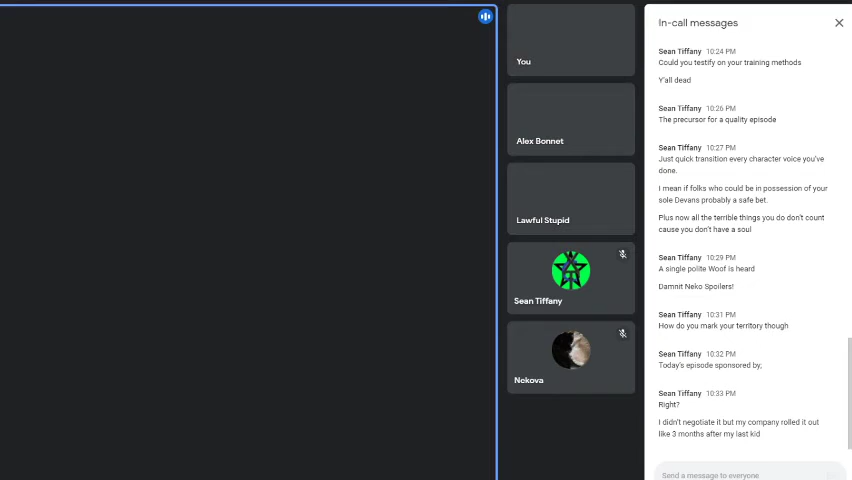 You
Alex Bonnet
Lawful Stupid
Sean Tiffany
Nekova
In-call messages
Sean Tiffany 10:24 PM
Could you testify on your training methods
Y'all dead
Sean Tiffany 10:26 PM
The precursor for a quality episode
Sean Tiffany 10:27 PM
Just quick transition every character voice you've
done.
I mean if folks who could be in possession of your
sole Devans probably a safe bet.
Plus now all the terrible things you do don't count
cause you don't have a soul
Sean Tiffany 10:29 PM
A single polite Woof is heard
Damnit Neko Spoilers!
Sean Tiffany 10:31 PM
How do you mark your territory though
Sean Tiffany 10:32 PM
Today's episode sponsored by;
Sean Tiffany 10:33 PM
Right?
I didn't negotiate it but my company rolled it out
like 3 months after my last kid
Send a message to everyone